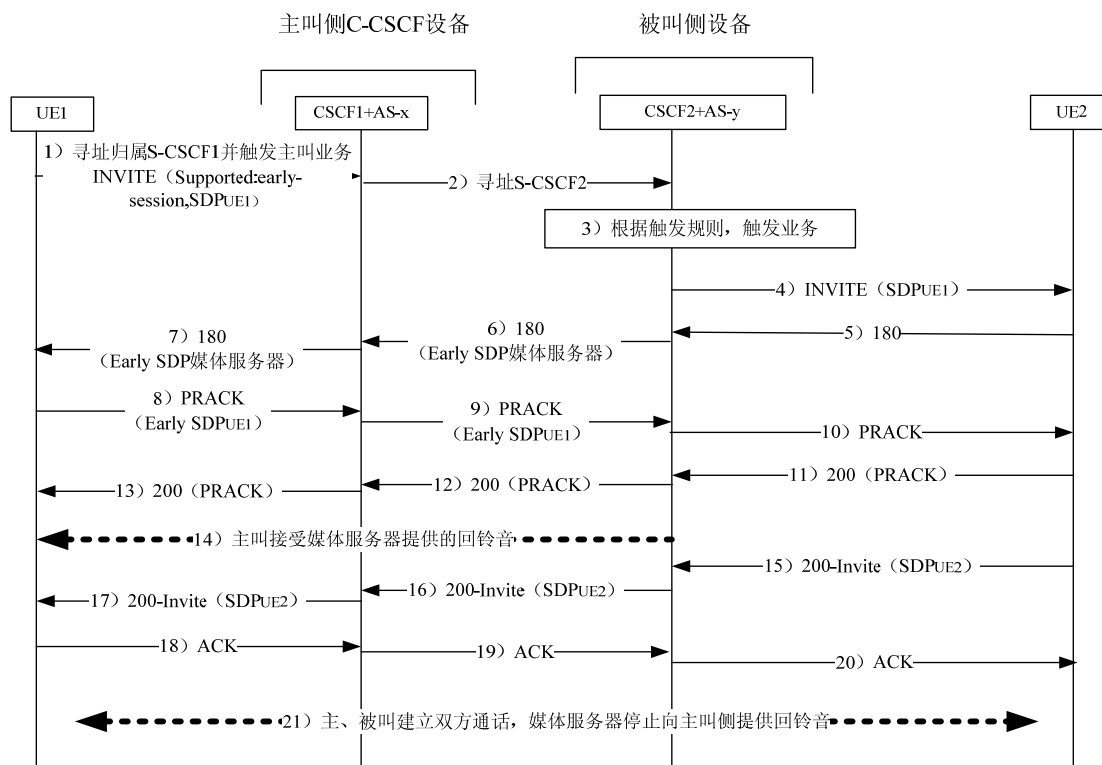 主叫侧C-CSCF设备
被叫侧设备
UE1
CSCF1+AS-x
CSCF2+AS-y
UE2
1）寻址归属S-CSCF1并触发主叫业务
INVITE（Supported:early-
session,SDPUE1）
2）寻址S-CSCF2
3）根据触发规则，触发业务
4）INVITE（SDPUE1）
5）180
6）180
（Early SDP媒体服务器）
7）180
（Early SDP媒体服务器）
8）PRACK
（Early SDPUE1）
9）PRACK
（Early SDPUE1）
10）PRACK
11）200（PRACK）
12）200（PRACK）
13）200（PRACK）
14）主叫接受媒体服务器提供的回铃音
15）200-Invite（SDPUE2）
16）200-Invite（SDPUE2）
17）200-Invite（SDPUE2）
18）ACK
19）ACK
20）ACK
21）主、被叫建立双方通话，媒体服务器停止向主叫侧提供回铃音